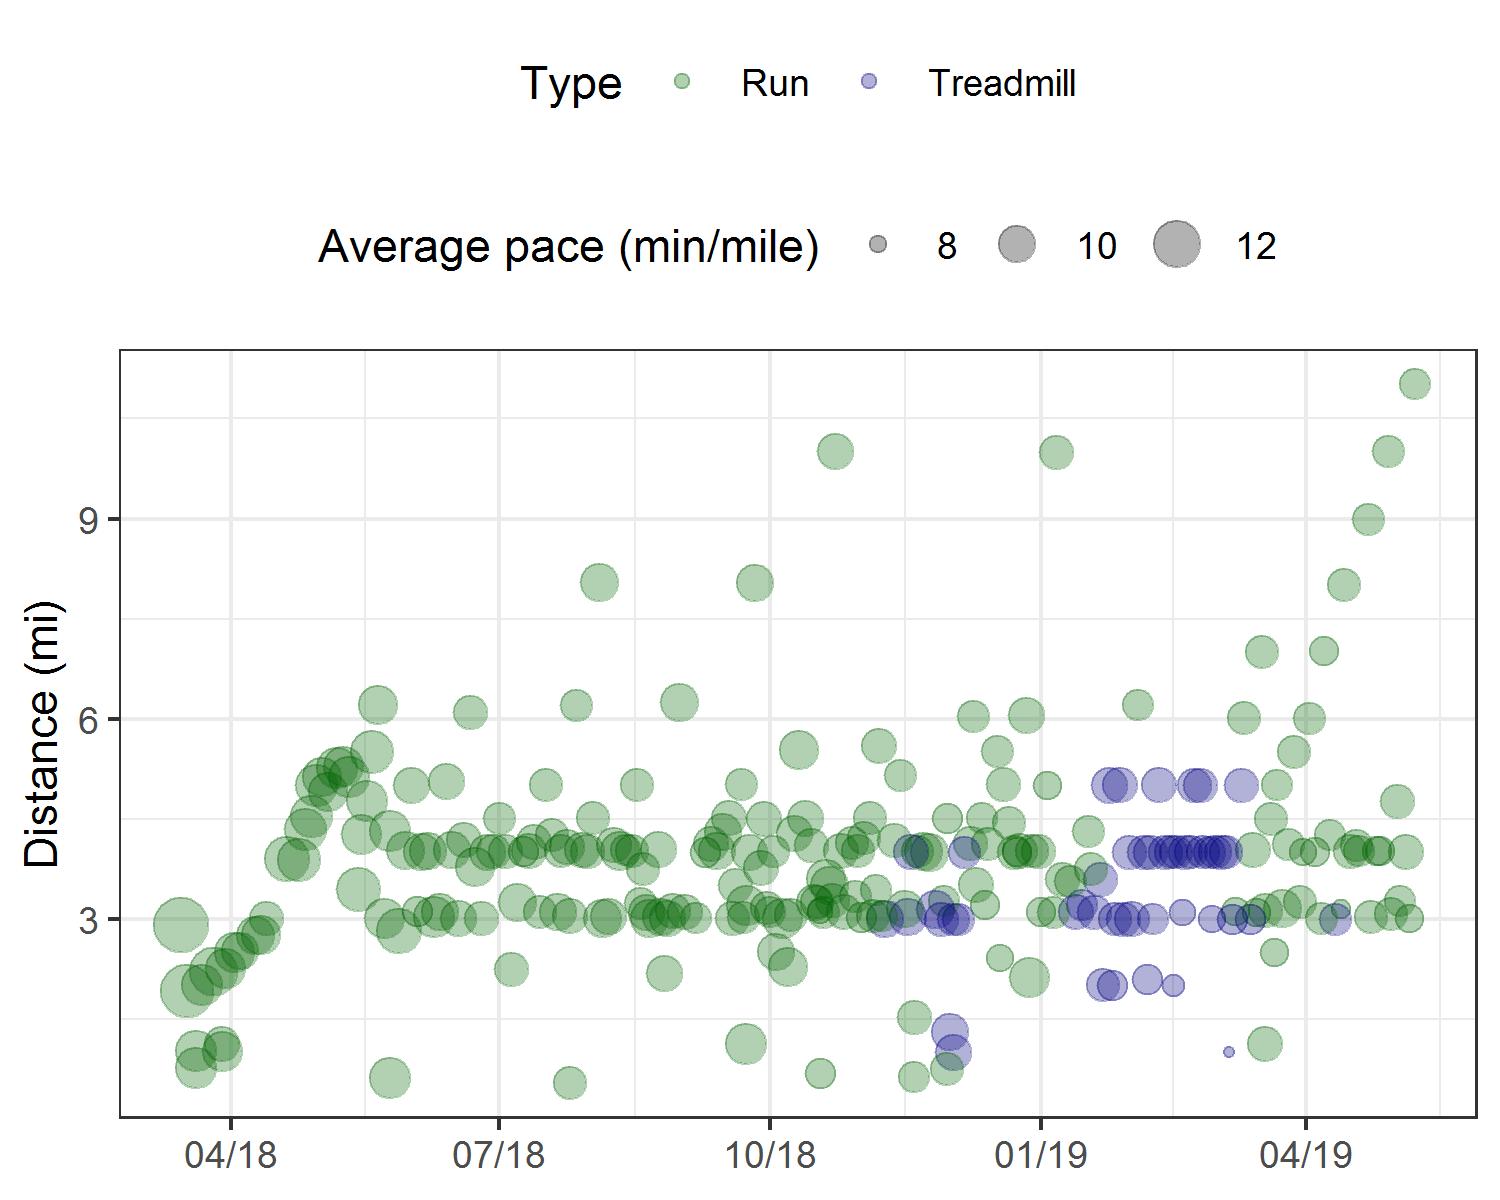 Type Run Treadmill
Average pace (min/mile) 8 10 12
Distance (mi)
9
6
3
04/18 07/18 10/18 01/19 04/19